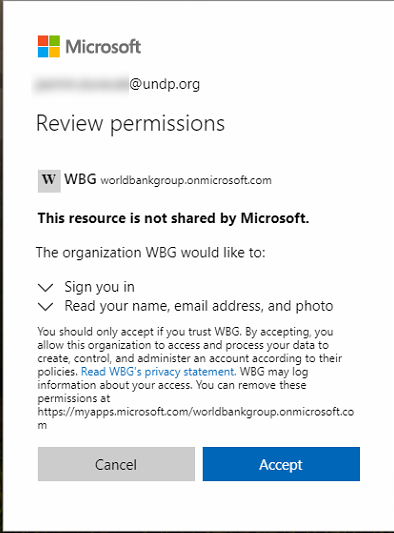 Microsoft
@undp.org
Review permissions
W WBG worldbankgroup.onmicrosoft.com
This resource is not shared by Microsoft.
The organization WBG would like to:
Sign you in
Read your name, email address, and photo
You should only accept if you trust WBG. By accepting, you
allow this organization to access and process your data to
create, control, and administer an account according to their
policies. Read WBG's privacy statement. WBG may log
information about your access. You can remove these
permissions at
https://myapps.microsoft.com/worldbankgroup.onmicrosoft.co
m
Cancel Accept